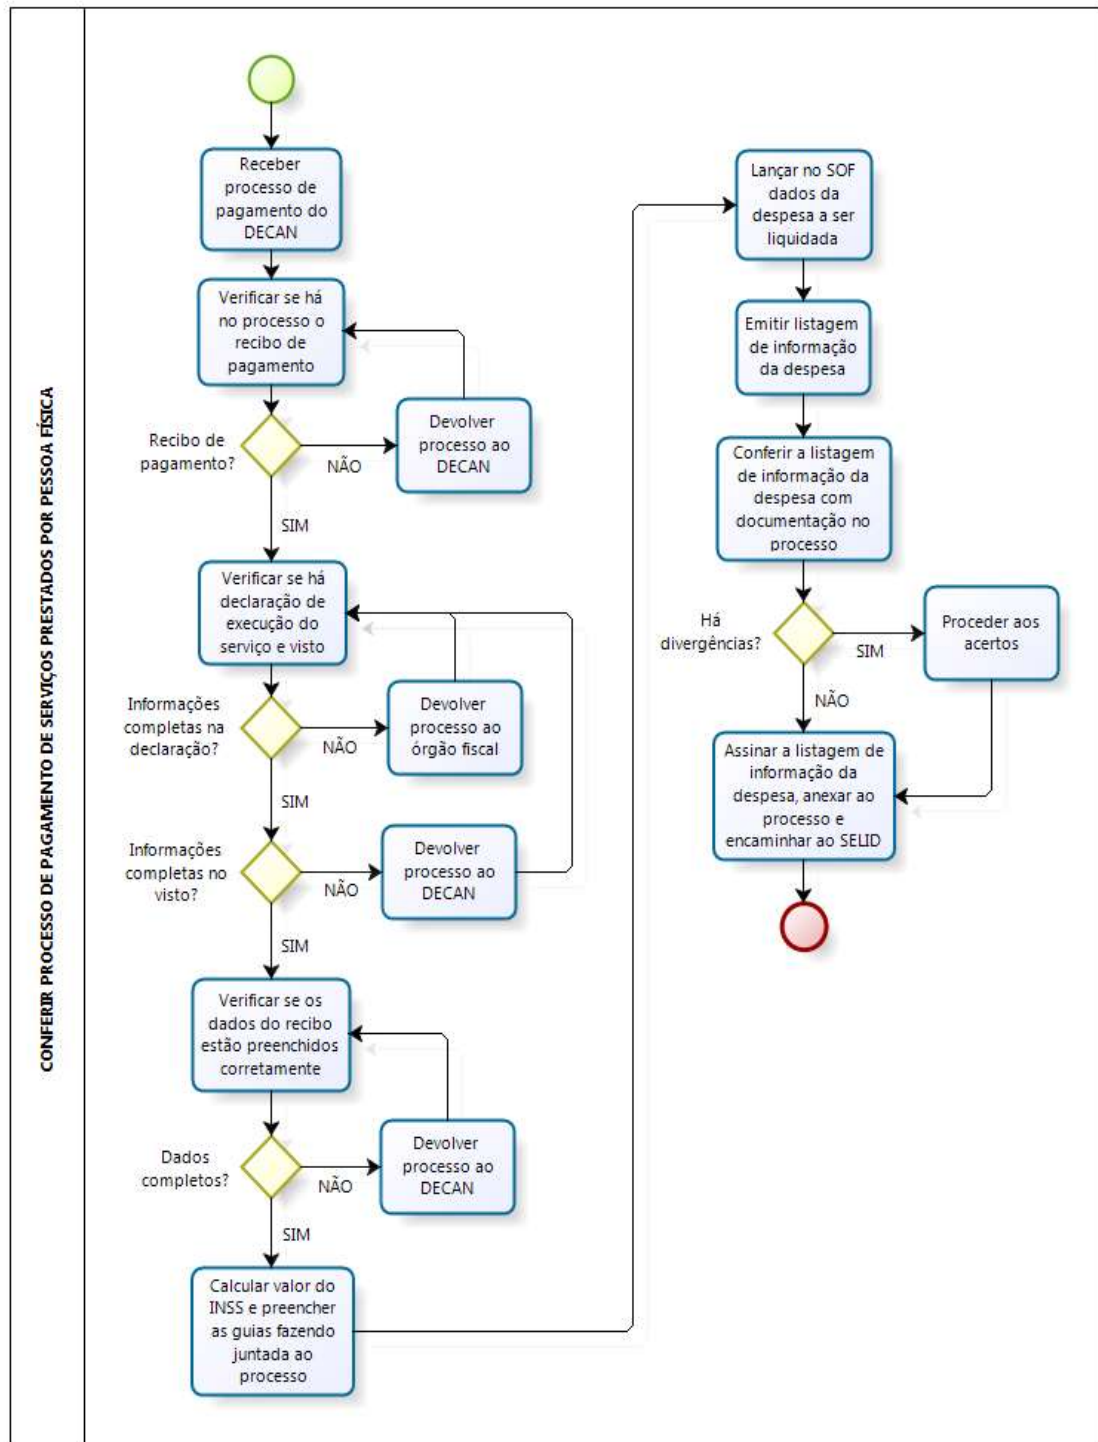 CONFERIR PROCESSO DE PAGAMENTO DE SERVIÇOS PRESTADOS POR PESSOA FÍSICA
Receber
processo de
pagamento do
DECAN
Verificar se há
no processo o
recibo de
pagamento
Recibo de
pagamento?
NÃO
Devolver
processo ao
DECAN
SIM
Verificar se há
declaração de
execução do
serviço e visto
Informações
completas na
declaração?
NÃO
Devolver
processo ao
órgão fiscal
SIM
Informações
completas no
visto?
NÃO
Devolver
processo ao
DECAN
SIM
Verificar se os
dados do recibo
estão preenchidos
corretamente
Dados
completos?
NÃO
Devolver
processo ao
DECAN
SIM
Calcular valor do
INSS e preencher
as guias fazendo
juntada ao
processo
Lançar no SOF
dados da
despesa a ser
liquidada
Emitir listagem
de informação
da despesa
Conferir a listagem
de informação da
despesa com
documentação no
processo
Há
divergências?
SIM
Proceder aos
acertos
NÃO
Assinar a listagem de
informação da
despesa, anexar ao
processo e
encaminhar ao SELID